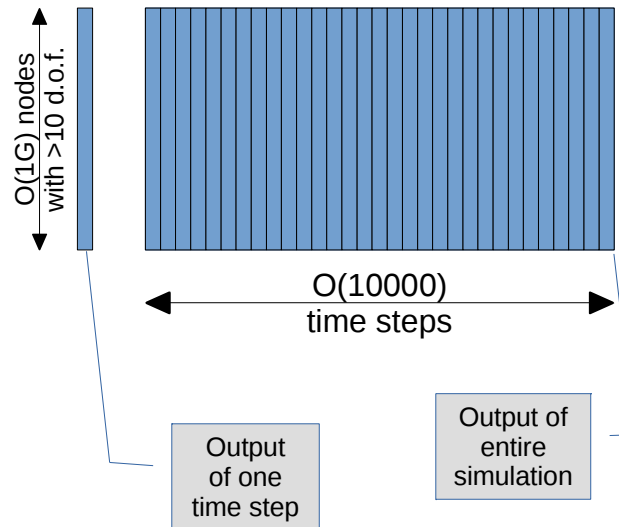 O(1G) nodes
with >10 d.o.f.
O(10000)
time steps
Output
of one
time step
Output of
entire
simulation